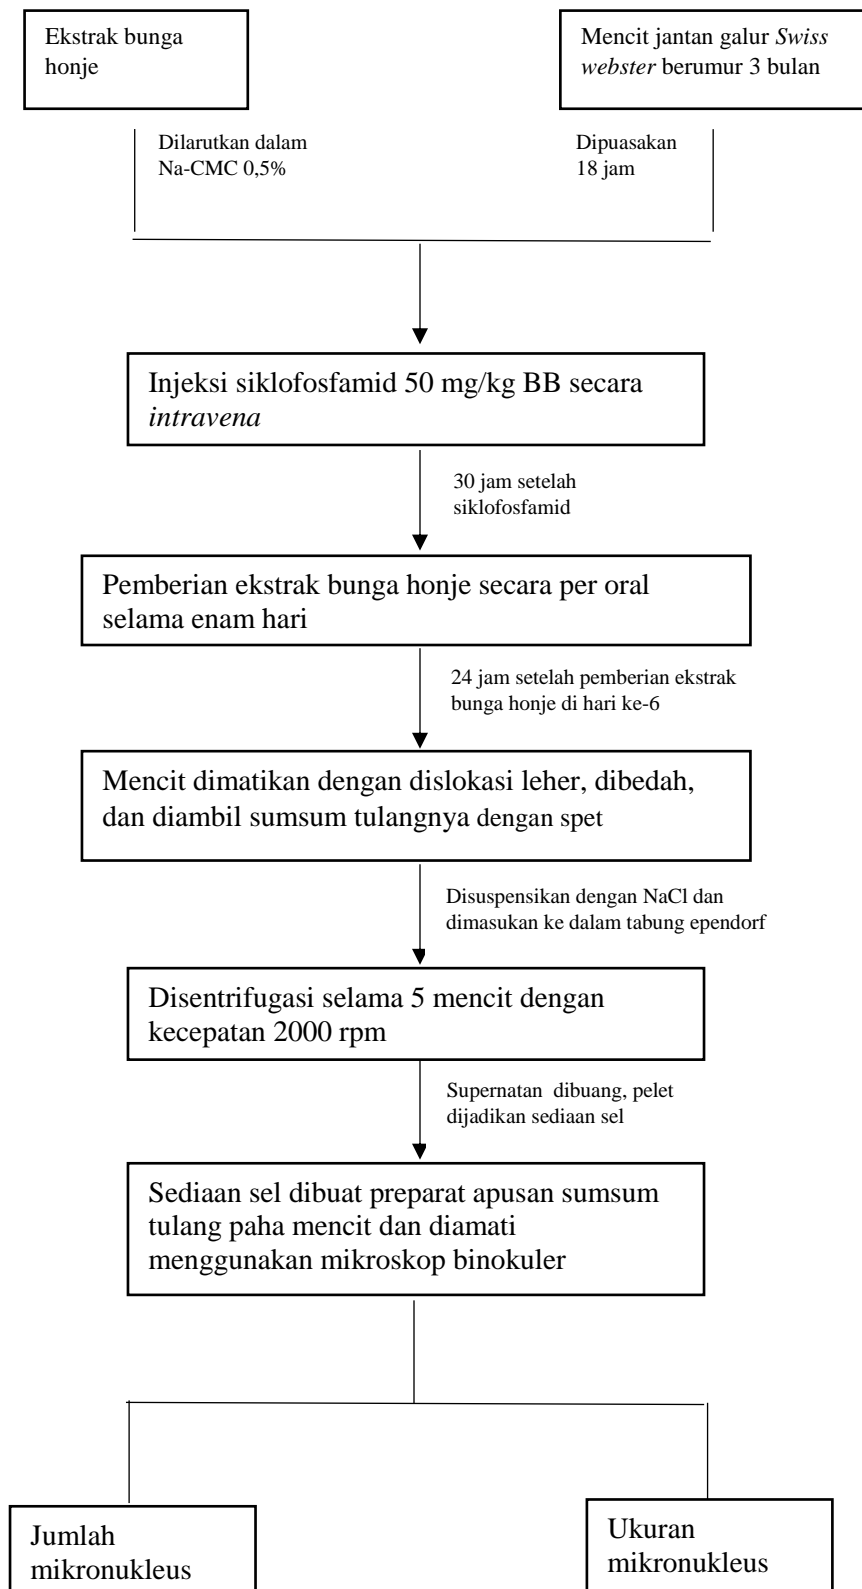 Ekstrak bunga
honje
Mencit jantan galur Swiss
webster berumur 3 bulan
Dilarutkan dalam
Na-CMC 0,5%
Dipuasakan
18 jam
Injeksi siklofosfamid 50 mg/kg BB secara
intravena
30 jam setelah
siklofosfamid
Pemberian ekstrak bunga honje secara per oral
selama enam hari
24 jam setelah pemberian ekstrak
bunga honje di hari ke-6
Mencit dimatikan dengan dislokasi leher, dibedah,
dan diambil sumsum tulangnya dengan spet
Disuspensikan dengan NaCl dan
dimasukan ke dalam tabung ependorf
Disentrifugasi selama 5 mencit dengan
kecepatan 2000 rpm
Supernatan  dibuang, pelet
dijadikan sediaan sel
Sediaan sel dibuat preparat apusan sumsum
tulang paha mencit dan diamati
menggunakan mikroskop binokuler
Jumlah
mikronukleus
Ukuran
mikronukleus